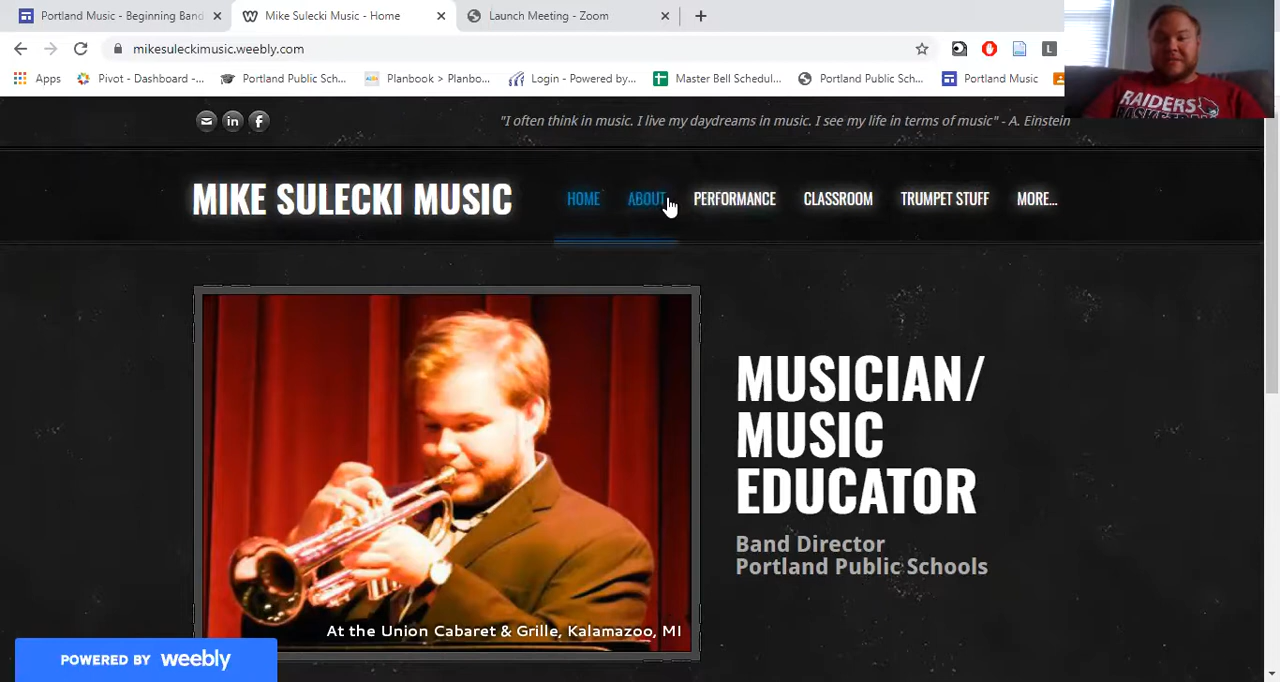 Portland Music - Beginning Band
Mike Sulecki Music - Home
Launch Meeting - Zoom
mikesuleckimusic.weebly.com
L
Apps
Pivot - Dashboard -...
Portland Public Sch...
Planbook > Planbo...
Login - Powered by...
Master Bill Schedul...
Portland Public Sch...
Portland Music
RAIDERS
BASKETBALL
"I often think in music. I live my daydreams in music. I see my life in terms of music" - A. Einstein
MIKE SULECKI MUSIC
HOME
ABOUT
PERFORMANCE
CLASSROOM
TRUMPET STUFF
MORE...
MUSICIAN/
MUSIC
EDUCATOR
Band Director
Portland Public Schools
At the Union Cabaret & Grille, Kalamazoo, MI
POWERED BY weebly